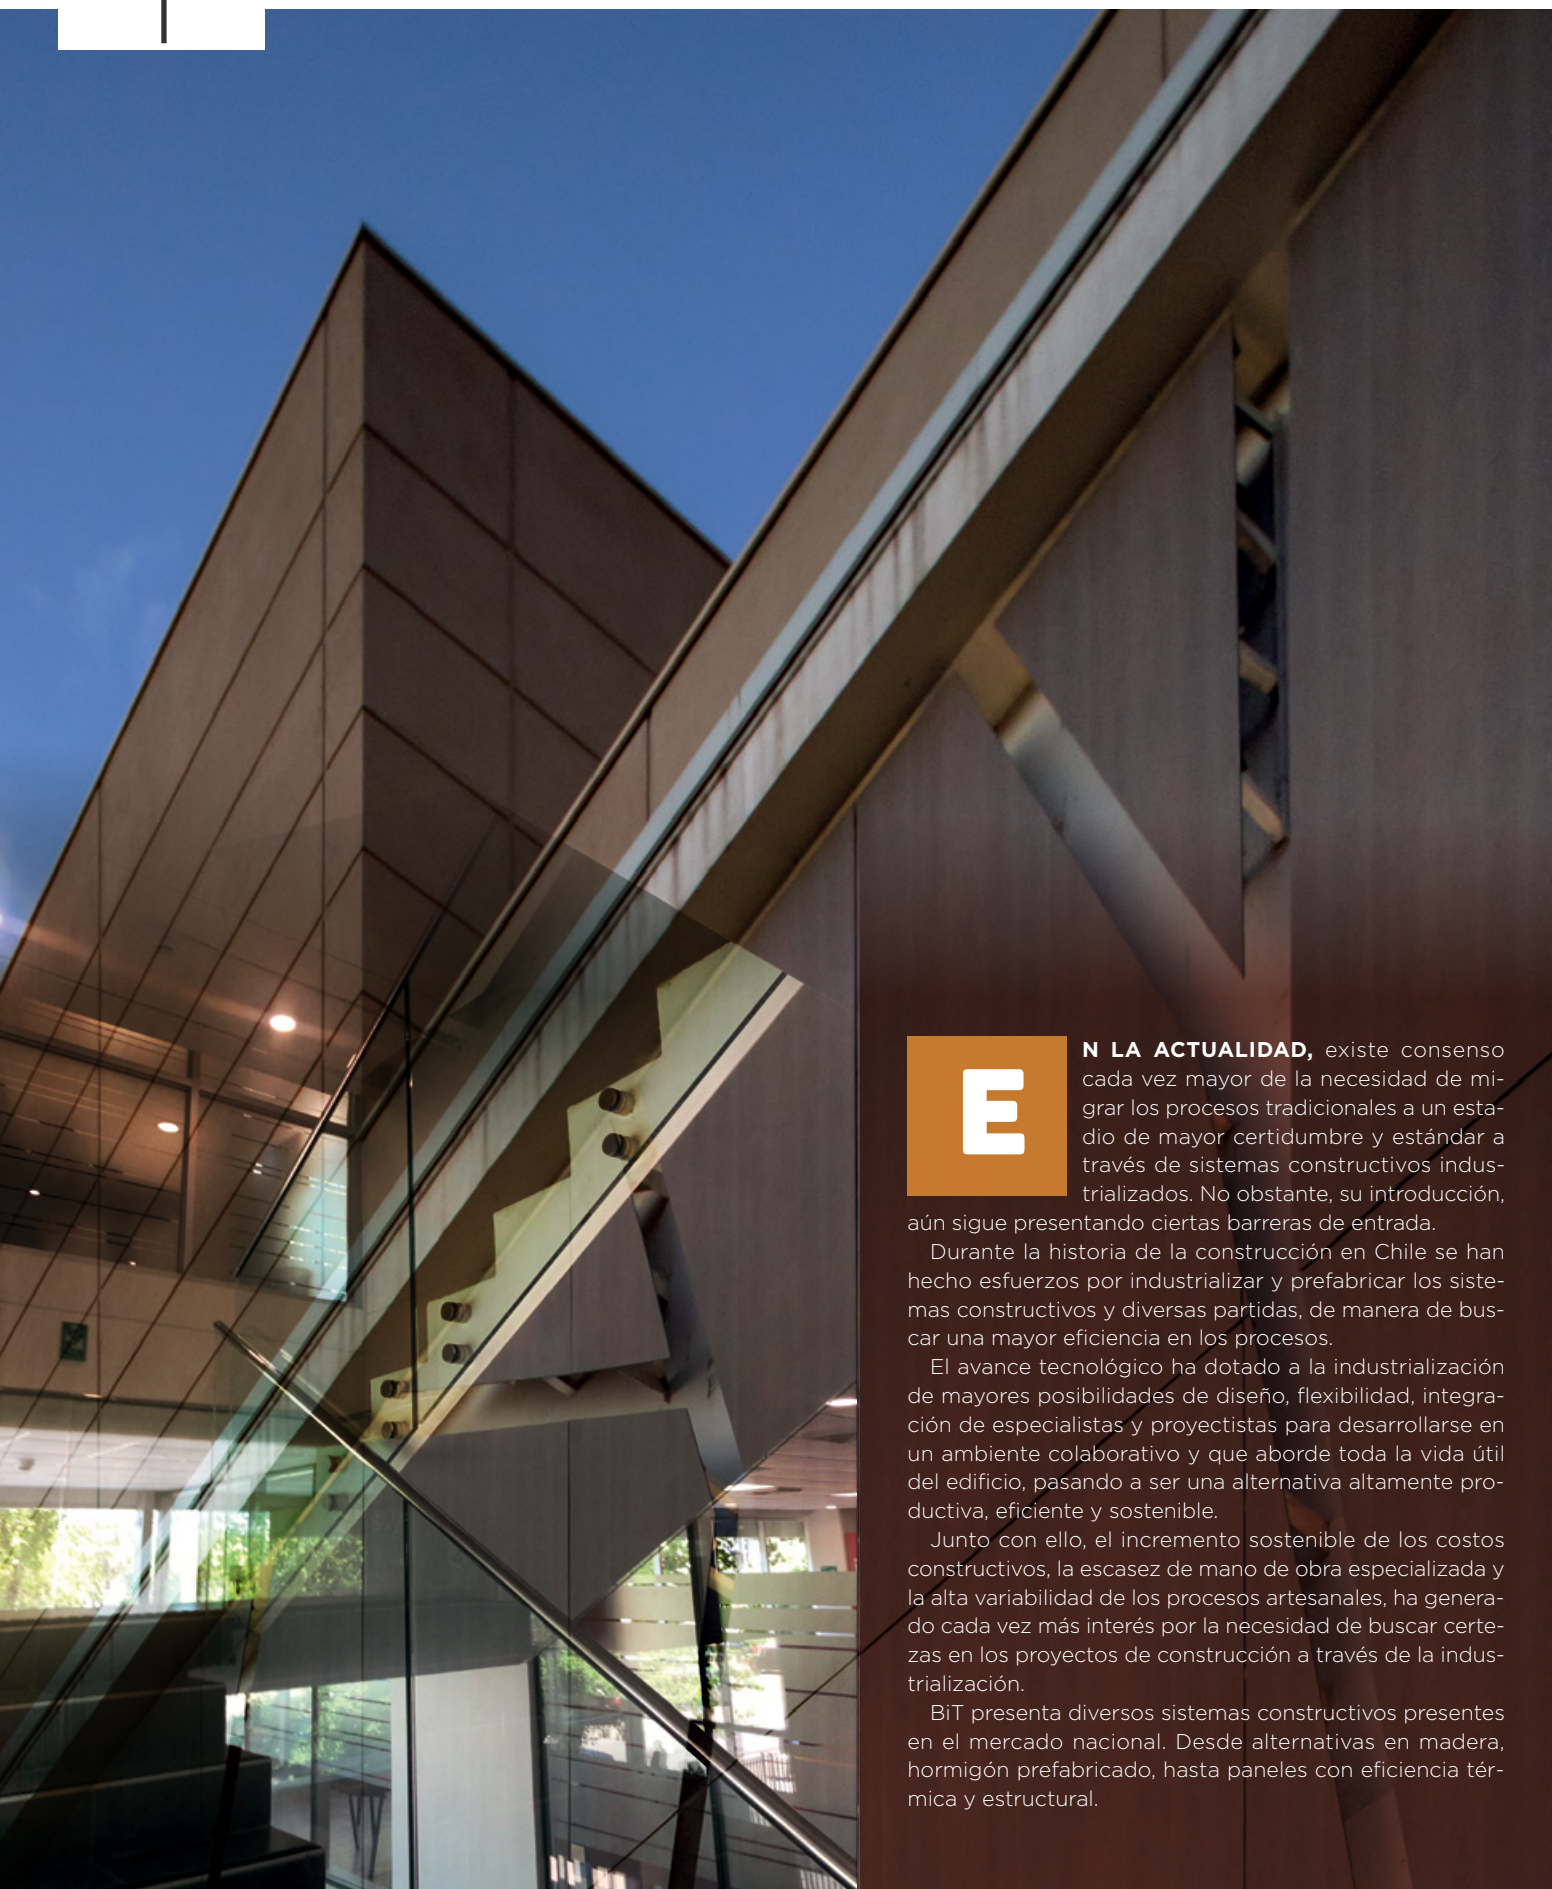 EN LA ACTUALIDAD, existe consenso
cada vez mayor de la necesidad de mi-
grar los procesos tradicionales a un esta-
dio de mayor certidumbre y estándar a
través de sistemas constructivos indus-
trializados. No obstante, su introducción,
aún sigue presentando ciertas barreras de entrada.
Durante la historia de la construcción en Chile se han
hecho esfuerzos por industrializar y prefabricar los siste-
mas constructivos y diversas partidas, de manera de bus-
car una mayor eficiencia en los procesos.
El avance tecnológico ha dotado a la industrialización
de mayores posibilidades de diseño, flexibilidad, integra-
ción de especialistas y proyectistas para desarrollarse en
un ambiente colaborativo y que aborde toda la vida útil
del edificio, pasando a ser una alternativa altamente pro-
ductiva, eficiente y sostenible.
Junto con ello, el incremento sostenible de los costos
constructivos, la escasez de mano de obra especializada y
la alta variabilidad de los procesos artesanales, ha genera-
do cada vez más interés por la necesidad de buscar certe-
zas en los proyectos de construcción a través de la indus-
trialización.
BiT presenta diversos sistemas constructivos presentes
en el mercado nacional. Desde alternativas en madera,
hormigón prefabricado, hasta paneles con eficiencia tér-
mica y estructural.